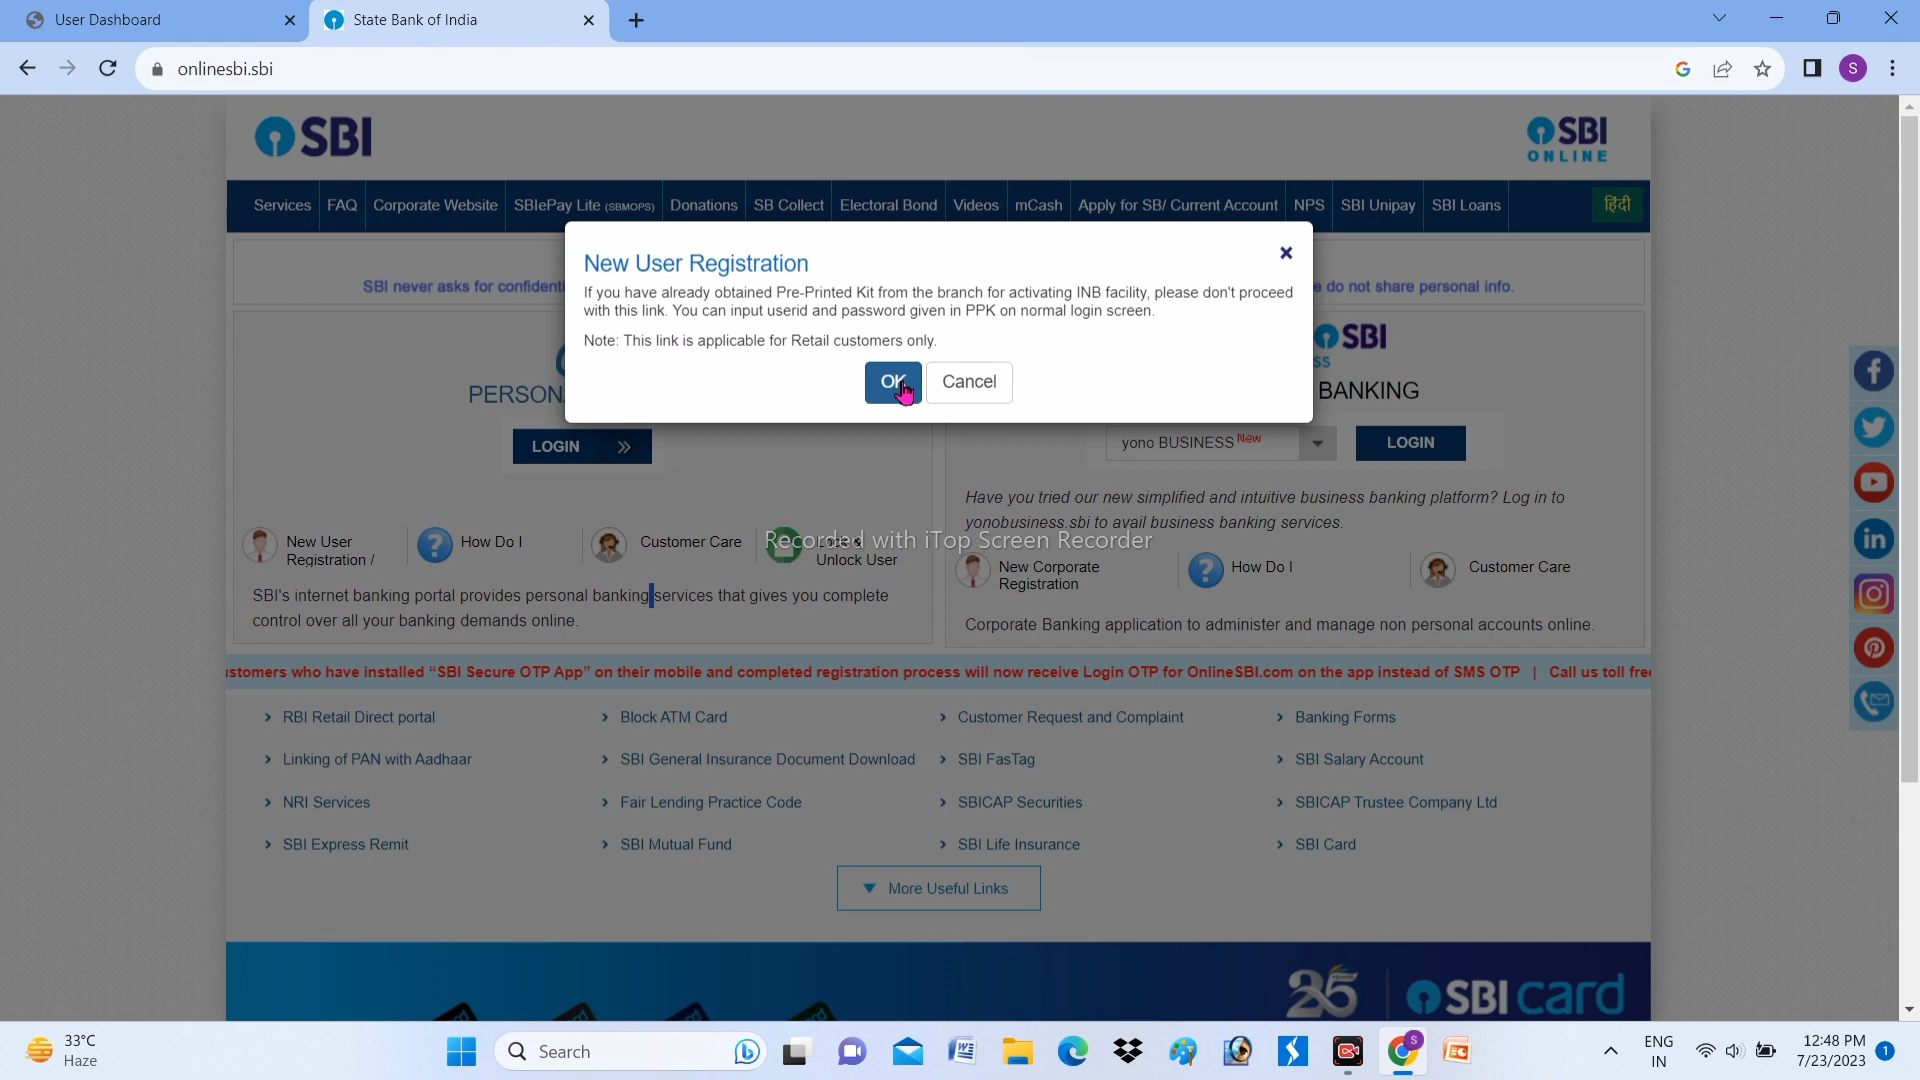 User Dashboard
State Bank of India
onlinesbi.sbi
S
SBI
SBI
ONLINE
Services
FAQ
Corporate Website
SBIePay Lite (SBMOPS)
Donations
SB Collect
Electoral Bond
Videos
mCash
Apply for SB/ Current Account
NPS
SBI Unipay
SBI Loans
हिंदी
New User Registration
If you have already obtained Pre-Printed Kit from the branch for activating INB facility, please don't proceed
with this link. You can input userid and password given in PPK on normal login screen.
Note: This link is applicable for Retail customers only.
OK
Cancel
SBI never asks for confidenti
e do not share personal info.
SBI
SS
PERSONA
BANKING
LOGIN
yono BUSINESS New
LOGIN
Have you tried our new simplified and intuitive business banking platform? Log in to
yonobusiness.sbi to avail business banking services.
Recorded with iTop Screen Recorder
New User
Registration /
How Do I
Customer Care
Lock &
Unlock User
New Corporate
Registration
How Do I
Customer Care
SBI's internet banking portal provides personal banking services that gives you complete
control over all your banking demands online.
Corporate Banking application to administer and manage non personal accounts online.
ustomers who have installed “SBI Secure OTP App” on their mobile and completed registration process will now receive Login OTP for OnlineSBI.com on the app instead of SMS OTP | Call us toll free
RBI Retail Direct portal
Block ATM Card
Customer Request and Complaint
Banking Forms
Linking of PAN with Aadhaar
SBI General Insurance Document Download
SBI FasTag
SBI Salary Account
NRI Services
Fair Lending Practice Code
SBICAP Securities
SBICAP Trustee Company Ltd
SBI Express Remit
SBI Mutual Fund
SBI Life Insurance
SBI Card
More Useful Links
25
SBI card
33°C
Haze
Search
ENG
IN
12:48 PM
7/23/2023
1